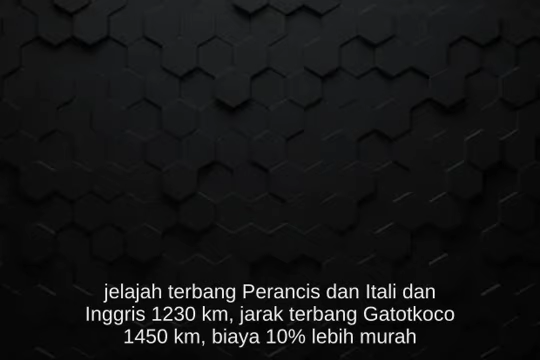 jelajah terbang Perancis dan Itali dan
Inggris 1230 km, jarak terbang Gatotkoco
1450 km, biaya 10% lebih murah